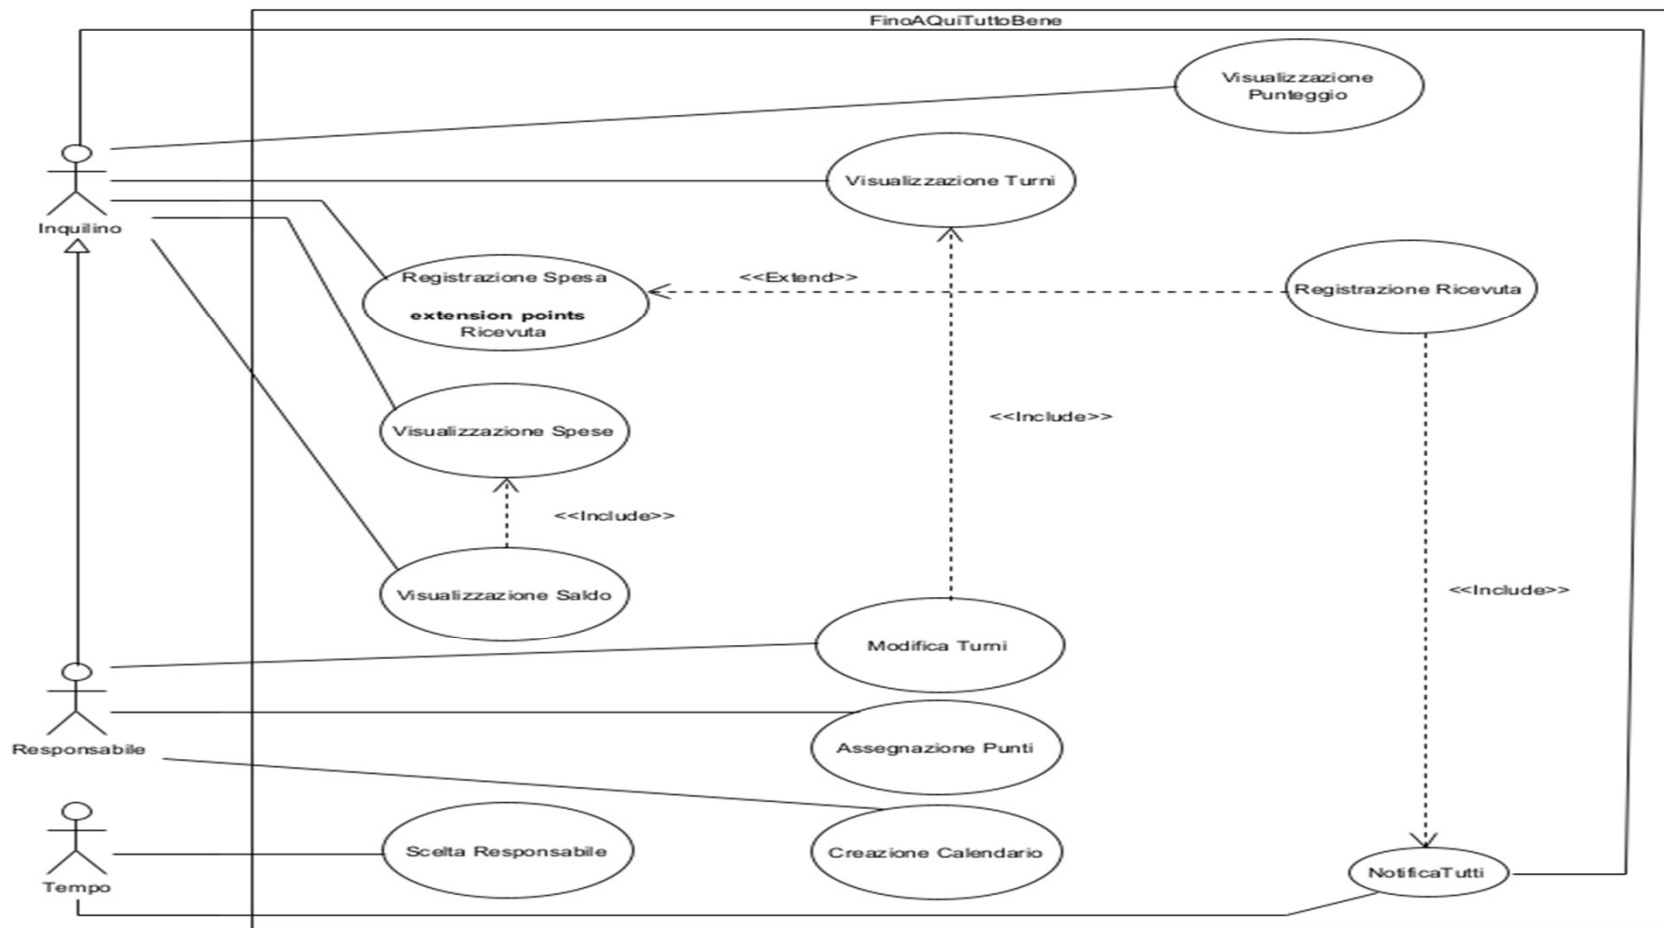 FinoAQuiTuttoBene
Visualizzazione
Punteggio
Visualizzazione Turni
Inquilino
Registrazione Spesa
extension points
Ricevuta
<<Extend>>
Registrazione Ricevuta
<<Include>>
Visualizzazione Spese
<<Include>>
Visualizzazione Saldo
<<Include>>
Modifica Turni
Responsabile
Assegnazione Punti
Scelta Responsabile
Creazione Calendario
NotificaTutti
Tempo